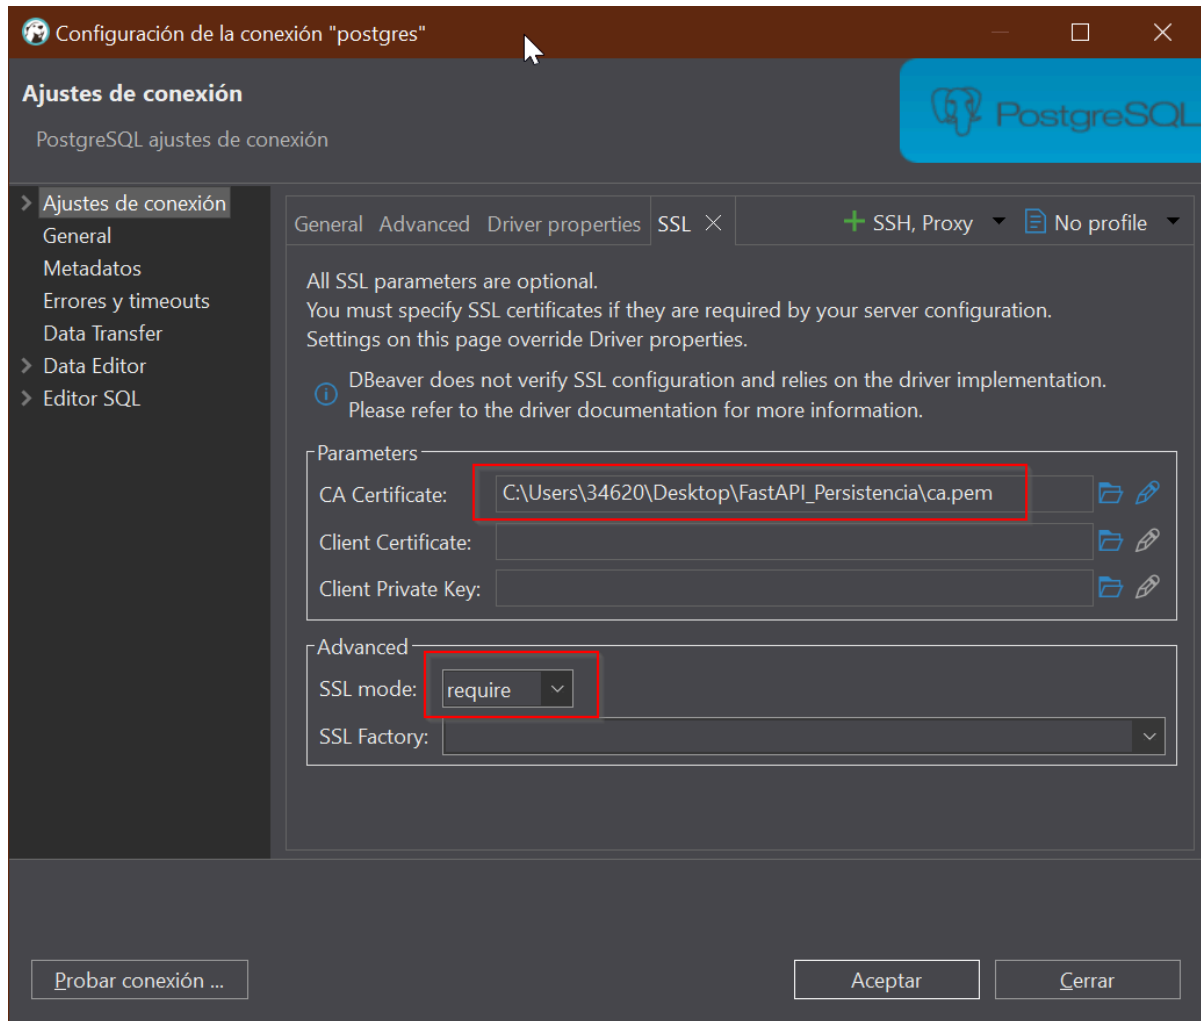 Configuración de la conexión "postgres"
Ajustes de conexión
PostgreSQL ajustes de conexión
PostgreSQL
Ajustes de conexión
General
Metadatos
Errores y timeouts
Data Transfer
Data Editor
Editor SQL
General Advanced Driver properties SSL SSH, Proxy No profile
All SSL parameters are optional.
You must specify SSL certificates if they are required by your server configuration.
Settings on this page override Driver properties.
DBeaver does not verify SSL configuration and relies on the driver implementation.
Please refer to the driver documentation for more information.
Parameters
CA Certificate: C:\Users\34620\Desktop\FastAPI_Persistencia\ca.pem
Client Certificate:
Client Private Key:
Advanced
SSL mode: require
SSL Factory:
Probar conexión ... Aceptar Cerrar